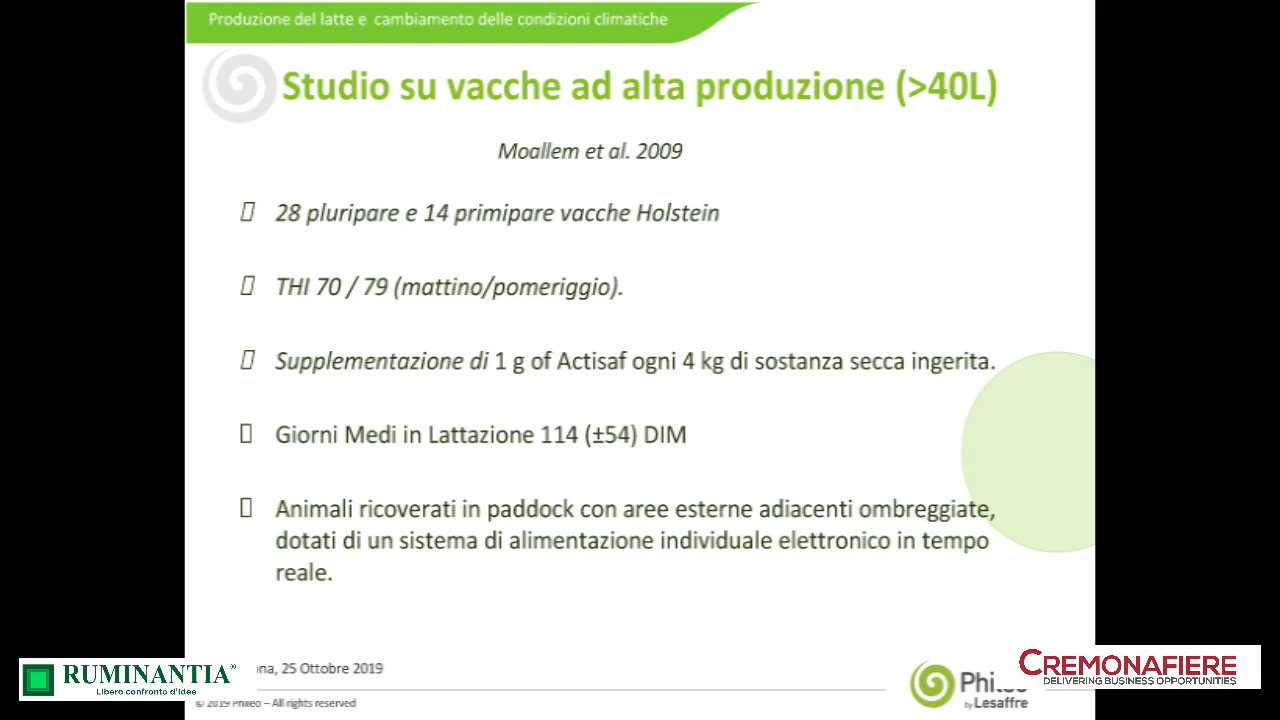 Produzione del latte e cambiamento delle condizioni climatiche
Studio su vacche ad alta produzione (>40L)
Moallem et al. 2009
28 pluripare e 14 primipare vacche Holstein
THI 70 / 79 (mattino/pomeriggio).
Supplementazione di 1 g of Actisaf ogni 4 kg di sostanza secca ingerita.
Giorni Medi in Lattazione 114 (±54) DIM
Animali ricoverati in paddock con aree esterne adiacenti ombreggiate,
dotati di un sistema di alimentazione individuale elettronico in tempo
reale.
RUMINANTIA®
Libero confronto d'Idee
25 Ottobre 2019
© 2019 Phileo – All rights reserved
by Lesaffre
CREMONAFIERE
DELIVERING BUSINESS OPPORTUNITIES